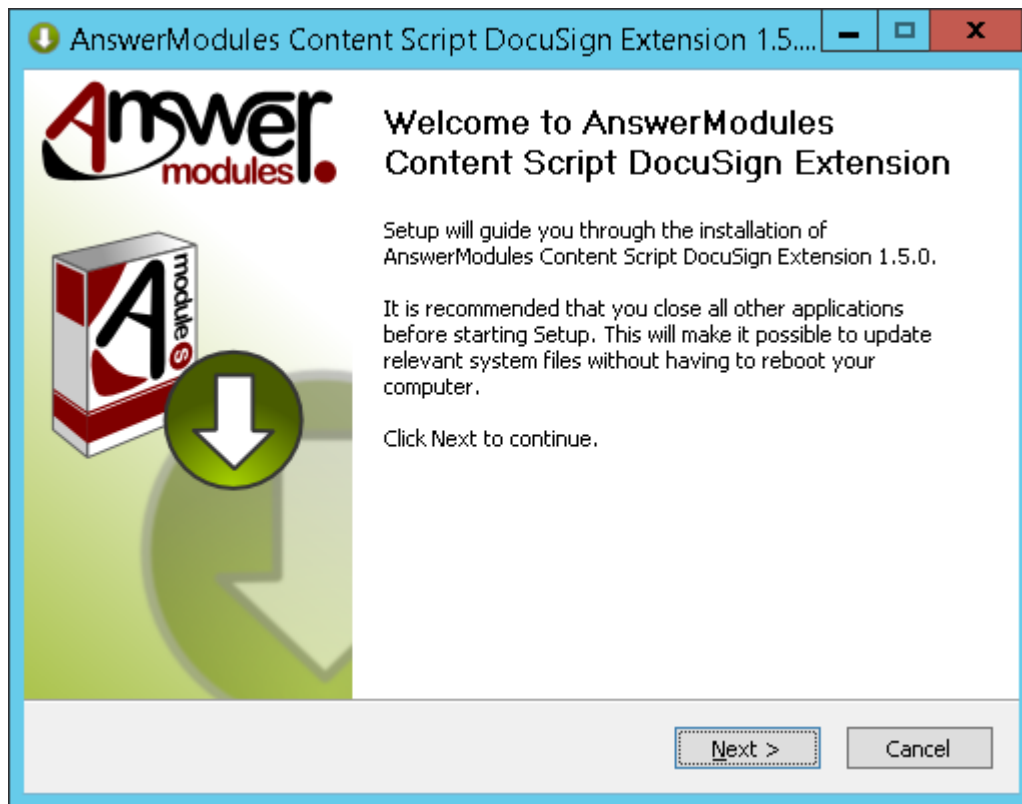 AnswerModules Content Script DocuSign Extension 1.5....
Answer
modules
Welcome to AnswerModules
Content Script DocuSign Extension
Setup will guide you through the installation of
AnswerModules Content Script DocuSign Extension 1.5.0.
It is recommended that you close all other applications
before starting Setup. This will make it possible to update
relevant system files without having to reboot your
computer.
Click Next to continue.
A
modules
Next >
Cancel